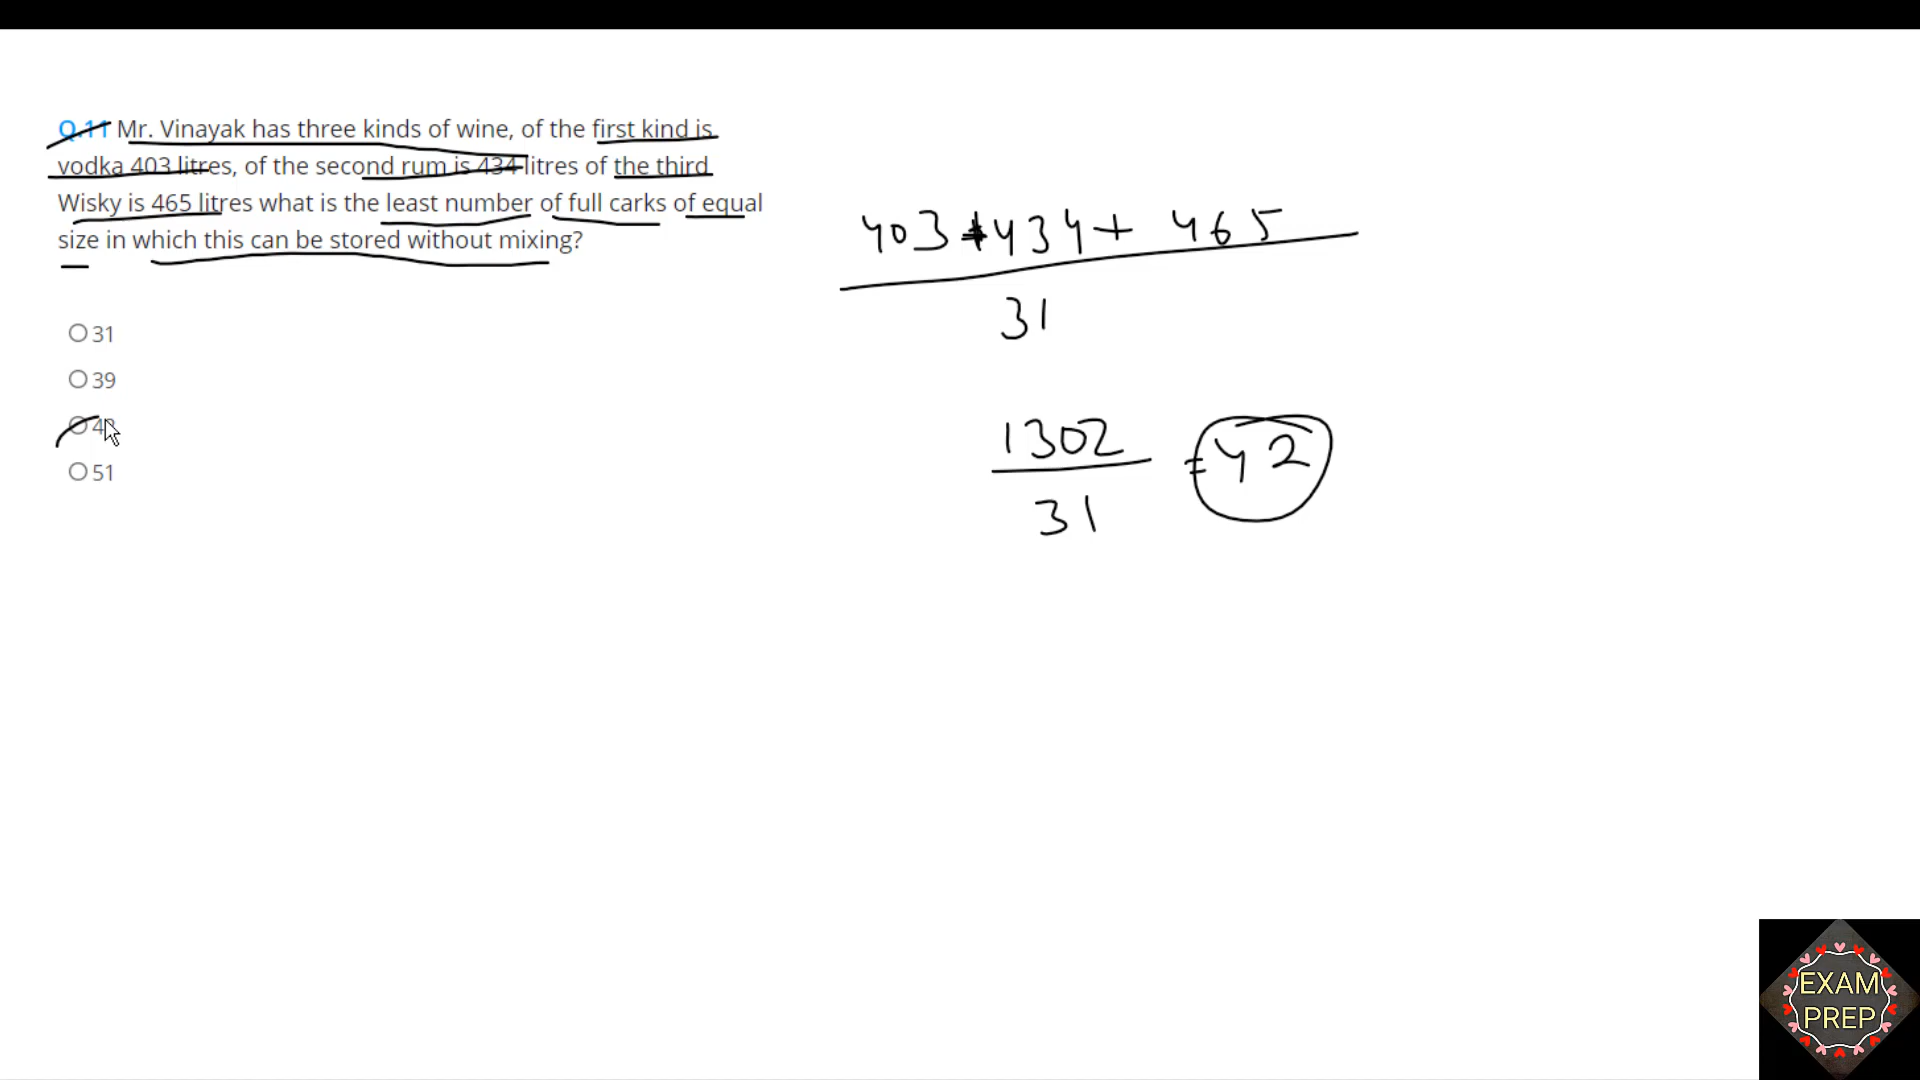 Q.11 Mr. Vinayak has three kinds of wine, of the first kind is
vodka 403 litres, of the second rum is 434 litres of the third
Wisky is 465 litres what is the least number of full carks of equal
size in which this can be stored without mixing?
403 + 434 + 465
31
31
39
1302
= 42
31
51
EXAM
PREP